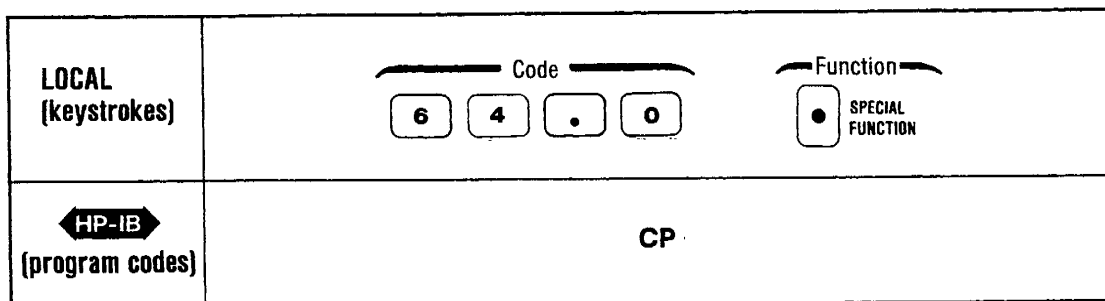 LOCAL
(keystrokes)
Code
Function
6 4 . 0
SPECIAL
FUNCTION
HP-IB
(program codes)
CP